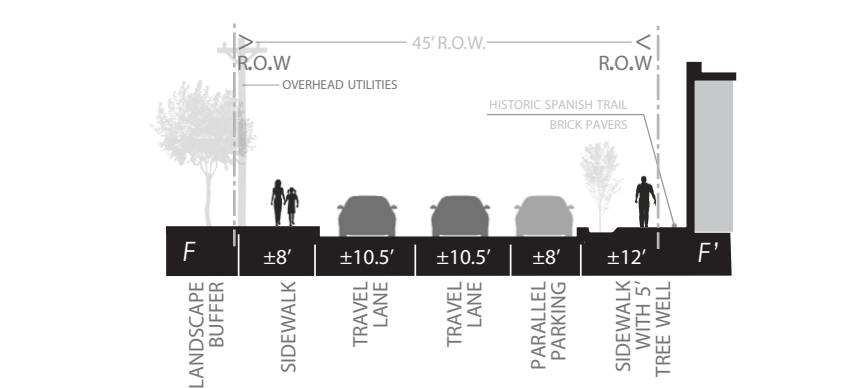 45’ R.O.W.
R.O.W
R.O.W
OVERHEAD UTILITIES
HISTORIC SPANISH TRAIL
BRICK PAVERS
F
±8’
±10.5’
±10.5’
±8’
±12’
F’
LANDSCAPE
BUFFER
SIDEWALK
TRAVEL
LANE
TRAVEL
LANE
PARALLEL
PARKING
SIDEWALK
WITH 5’
TREE WELL